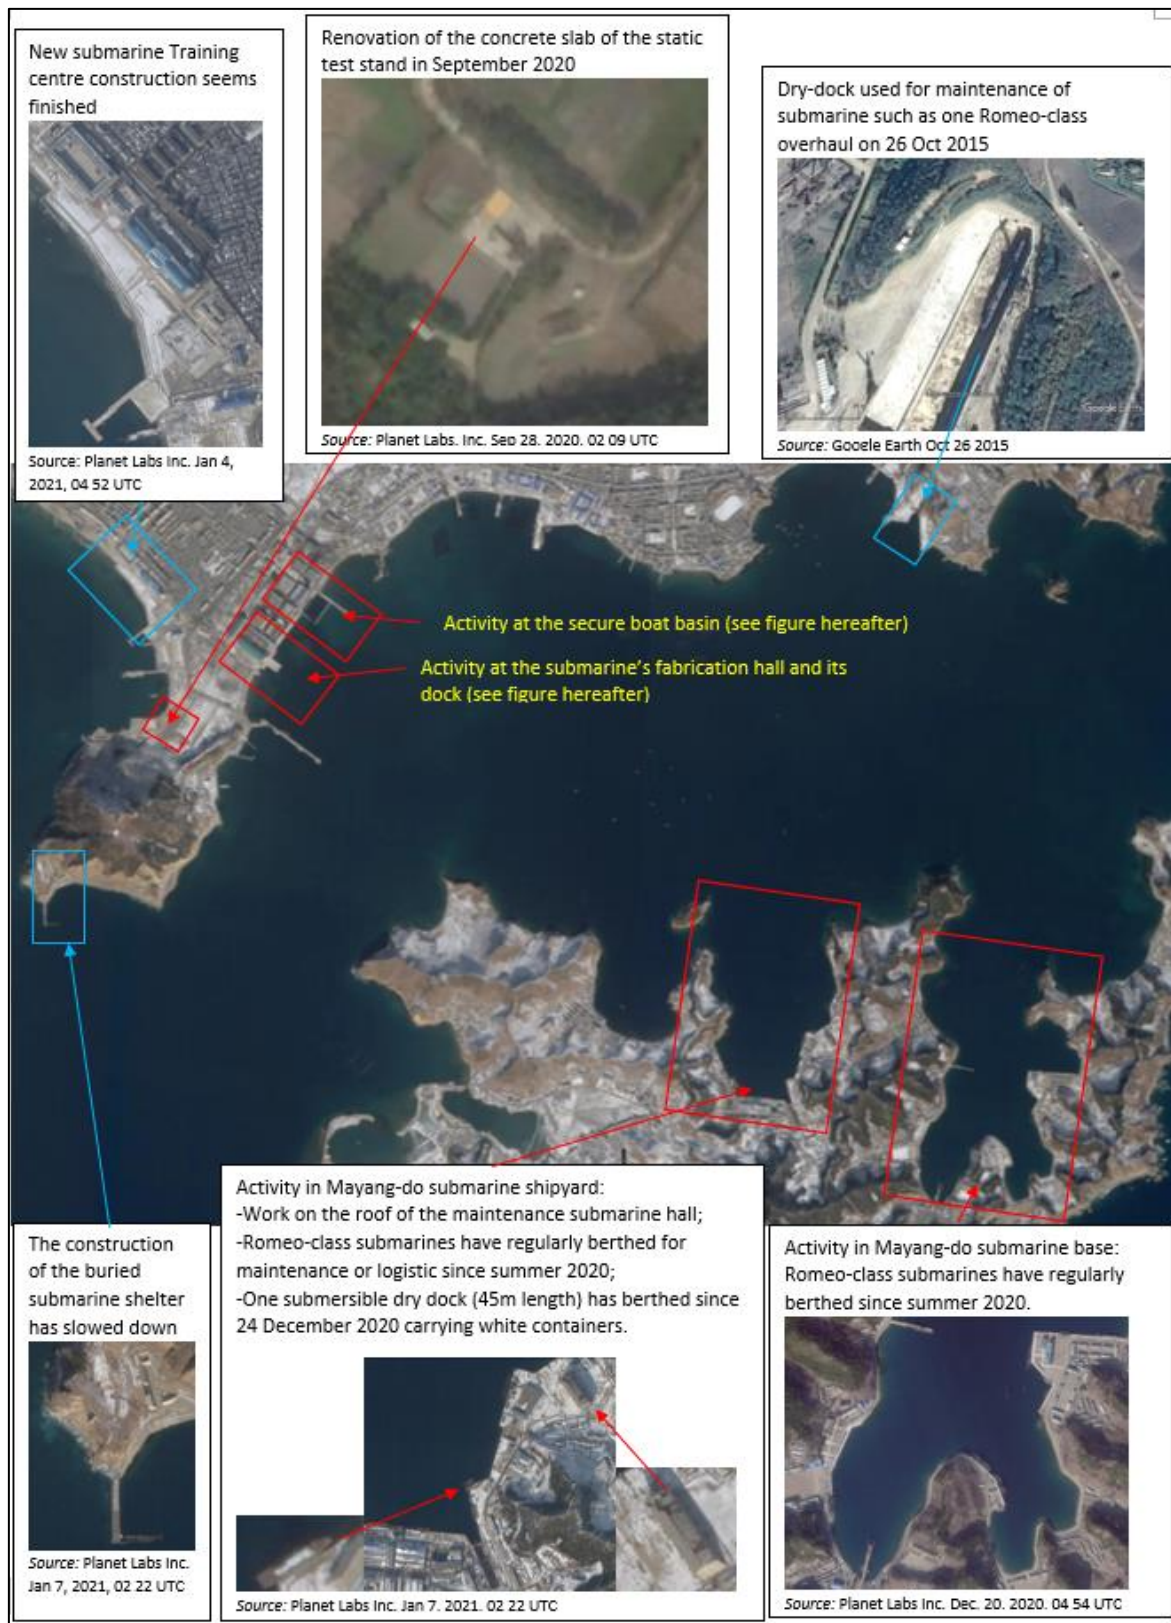 New submarine Training
centre construction seems
finished
Source: Planet Labs Inc. Jan 4,
2021, 04 52 UTC
Renovation of the concrete slab of the static
test stand in September 2020
Source: Planet Labs. Inc. Sep 28. 2020. 02 09 UTC
Dry-dock used for maintenance of
submarine such as one Romeo-class
overhaul on 26 Oct 2015
Google Earth
Source: Google Earth Oct 26 2015
Activity at the secure boat basin (see figure hereafter)
Activity at the submarine's fabrication hall and its
dock (see figure hereafter)
The construction
of the buried
submarine shelter
has slowed down
Source: Planet Labs Inc.
Jan 7, 2021, 02 22 UTC
Activity in Mayang-do submarine shipyard:
-Work on the roof of the maintenance submarine hall;
-Romeo-class submarines have regularly berthed for
maintenance or logistic since summer 2020;
-One submersible dry dock (45m length) has berthed since
24 December 2020 carrying white containers.
Source: Planet Labs Inc. Jan 7. 2021. 02 22 UTC
Activity in Mayang-do submarine base:
Romeo-class submarines have regularly
berthed since summer 2020.
Source: Planet Labs Inc. Dec. 20. 2020. 04 54 UTC